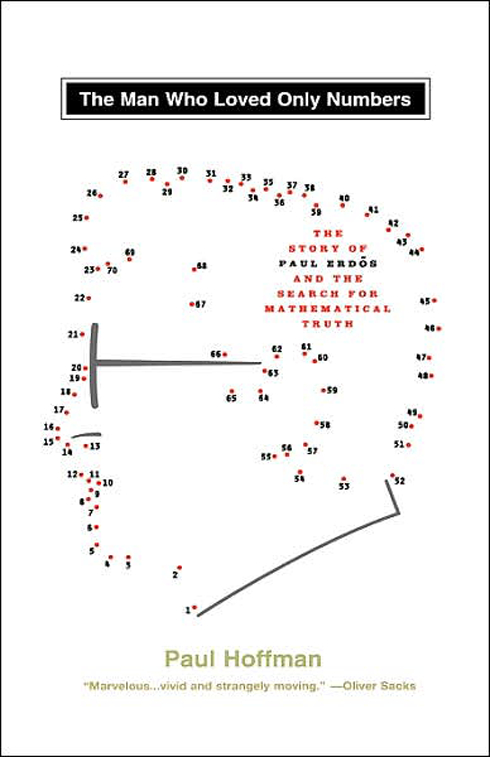 The Man Who Loved Only Numbers
27 28 29 30 31 32 33 34 35 36 37 38
26 39 40 41
25 42 43 44
THE
STORY OF
24 PAUL ERDŐS
23 70 69 68 AND THE
22 SEARCH FOR 45
67 MATHEMATICAL
TRUTH 46
21
66 62 61 60 47
20 63
19 48
18 65 64 59
17 49
16 58 50
15 14 13 55 56 57 51
12 11 10 54 53 52
9
8
7
6
5
4 3
2
1
Paul Hoffman
“Marvelous...vivid and strangely moving.” —Oliver Sacks